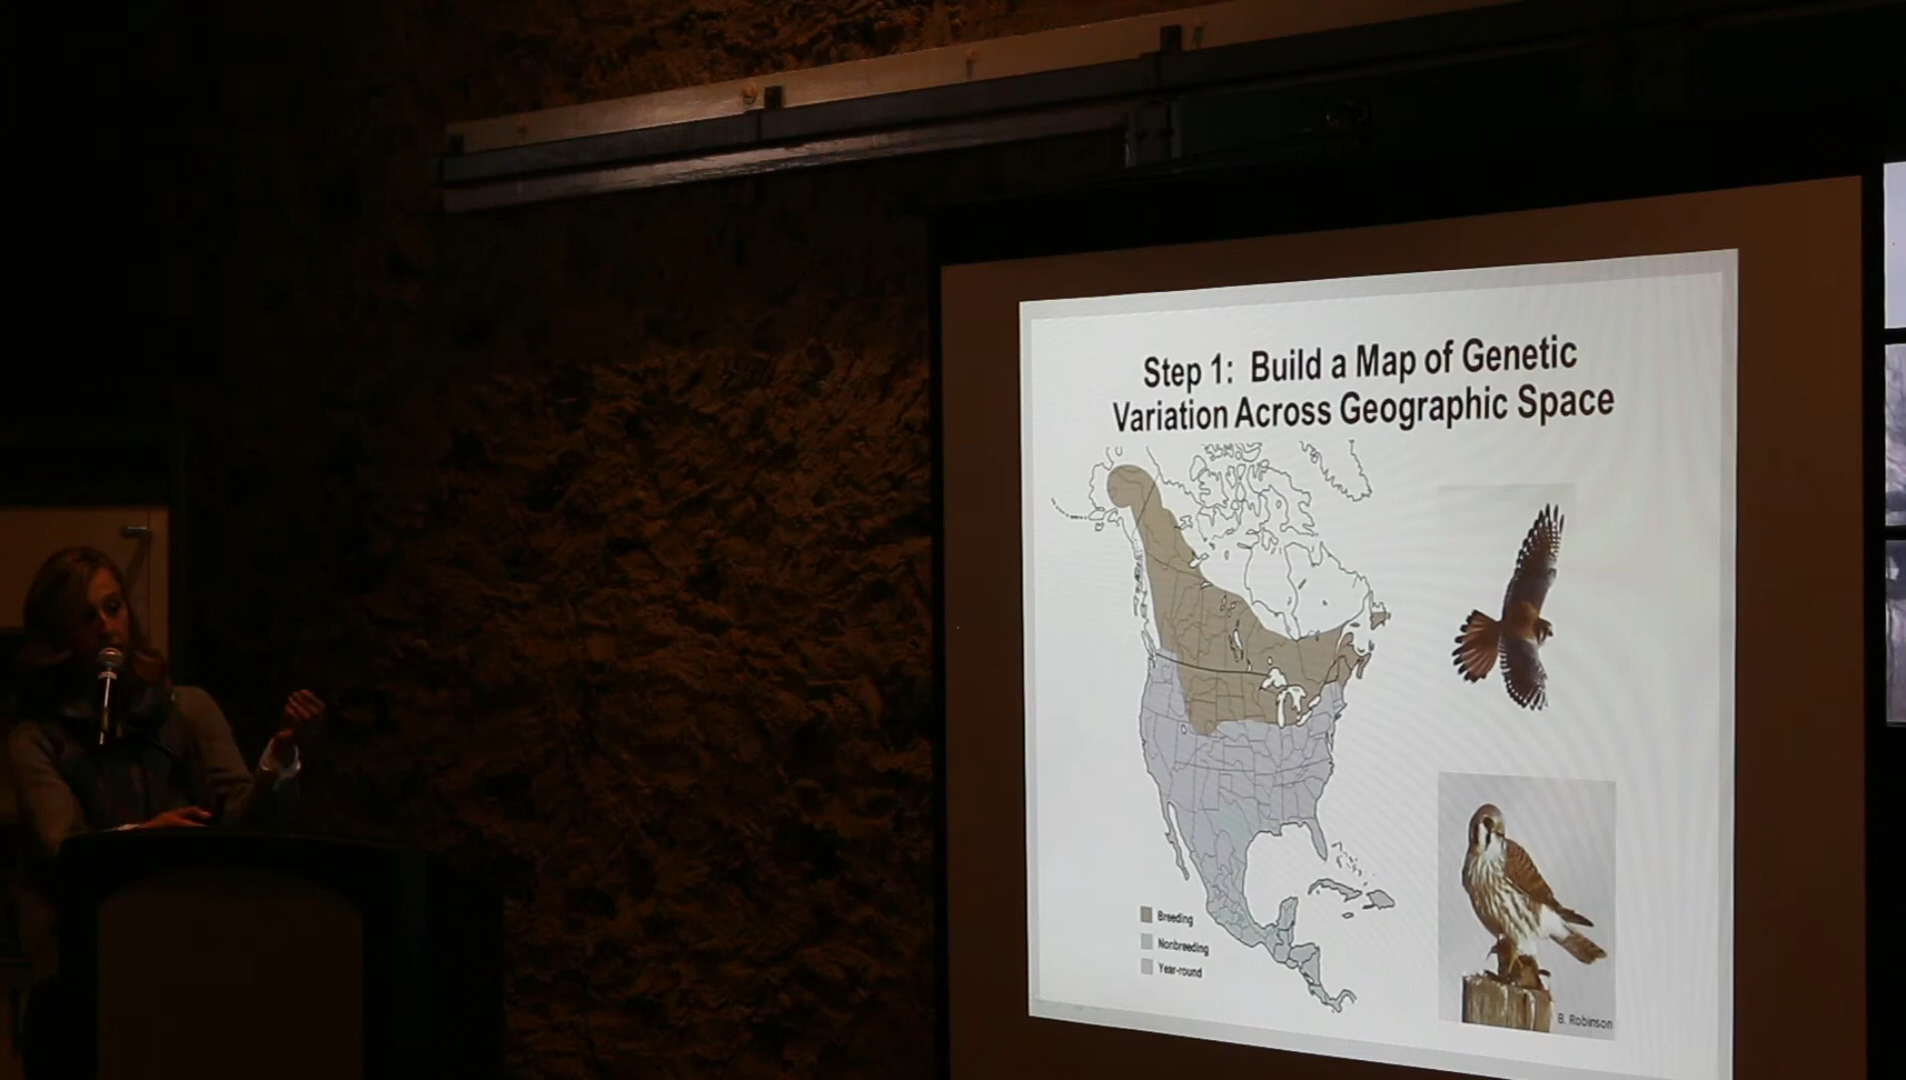 Step 1: Build a Map of Genetic
Variation Across Geographic Space
Breeding
Nonbreeding
Year-round
B. Robinson